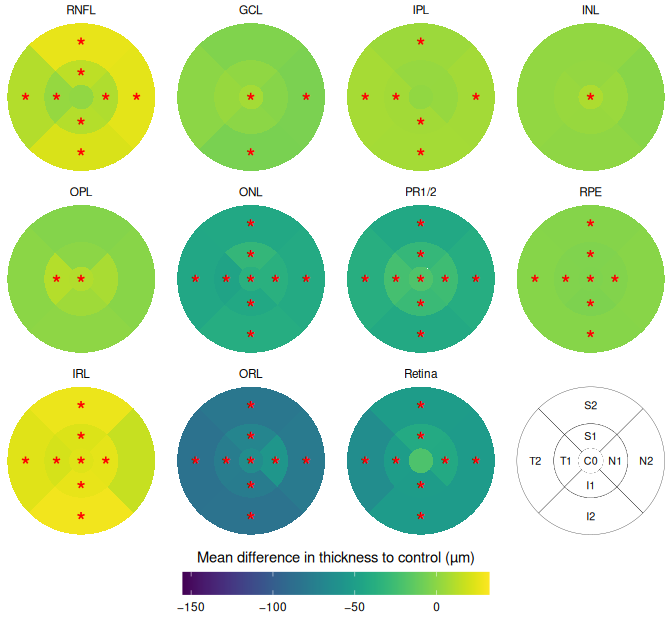 RNFL GCL IPL INL
* * * *
* * *
* * * * * * * * * * *
* *
* * *
OPL ONL PR1/2 RPE
* * *
* * *
* * * * * * * * * * * * * * * *
* * *
* * *
IRL ORL Retina
* * * S2
* * * S1
* * * * * * * * * * * * T2 T1 C0 N1 N2
* * * I1
* * * I2
Mean difference in thickness to control (μm)
−150 −100 −50 0